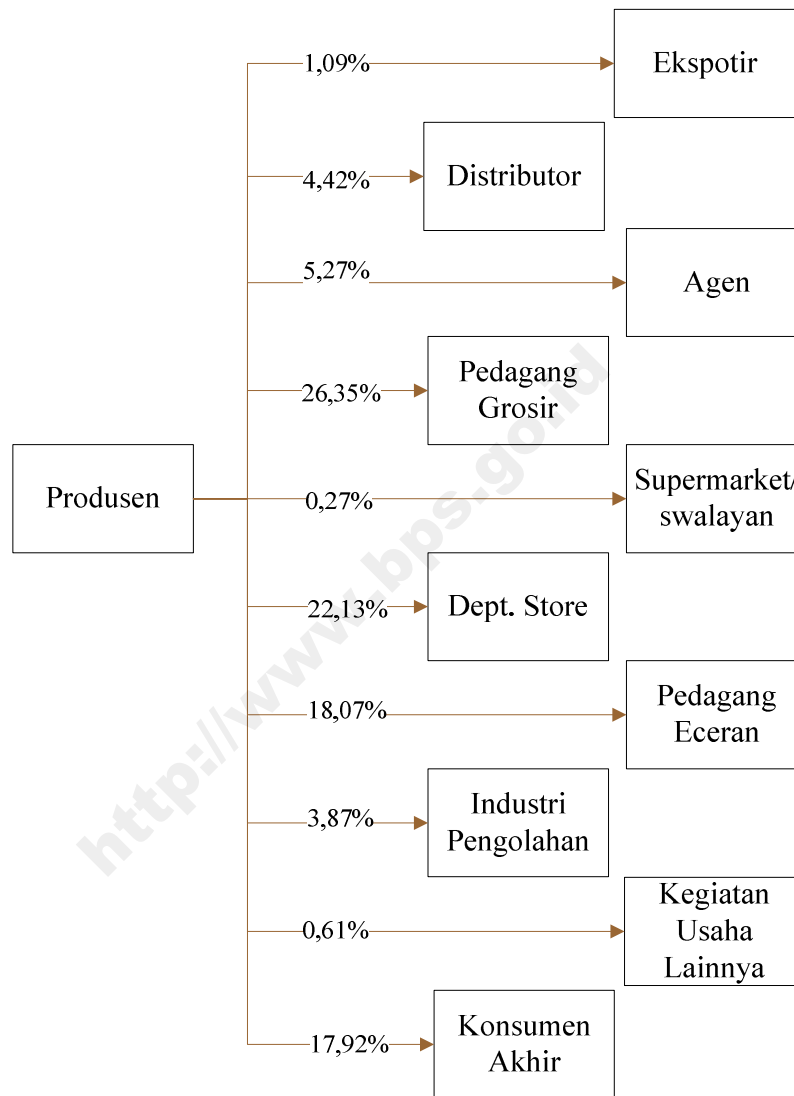 1,09%
Ekspotir
4,42%
Distributor
5,27%
Agen
26,35%
Pedagang
Grosir
Produsen
0,27%
Supermarket/
swalayan
22,13%
Dept. Store
18,07%
Pedagang
Eceran
3,87%
Industri
Pengolahan
0,61%
Kegiatan
Usaha
Lainnya
17,92%
Konsumen
Akhir
http://www.bps.go.id